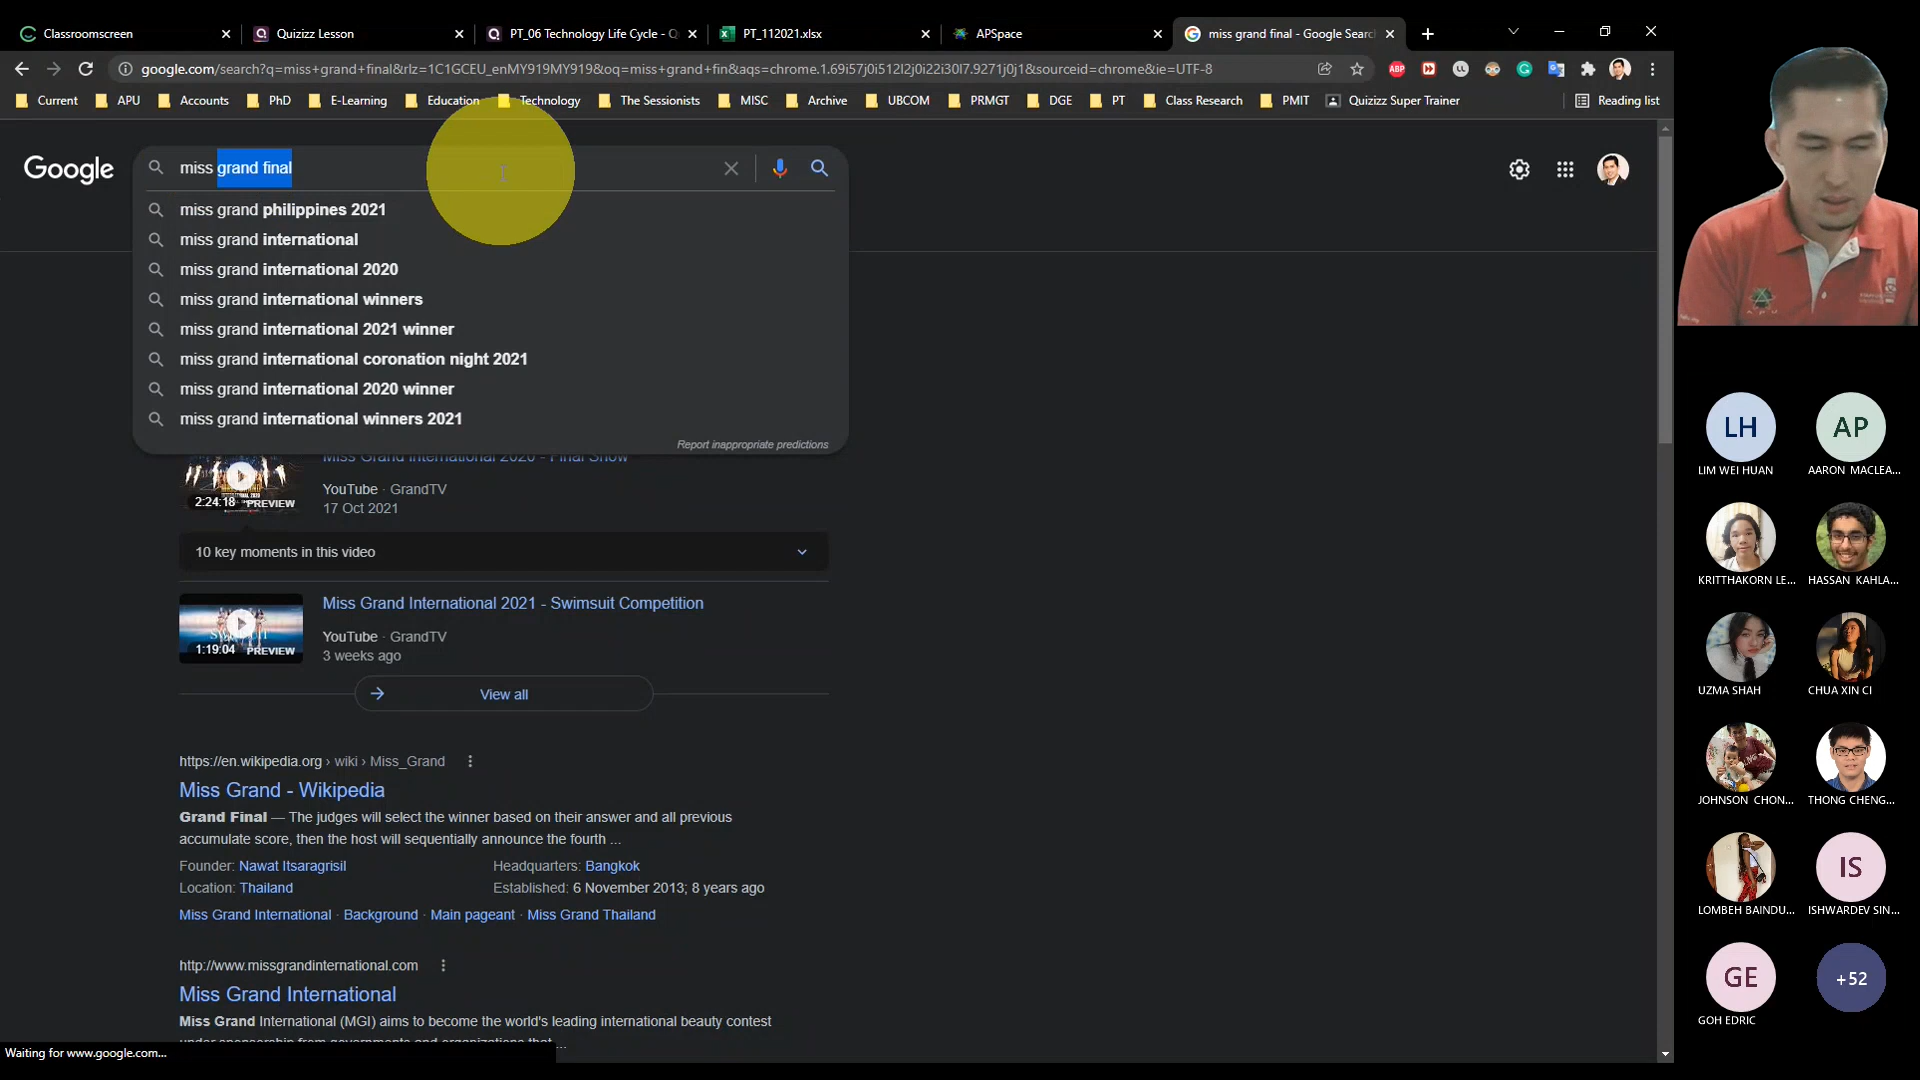 Classroomscreen
Quizizz Lesson
PT_06 Technology Life Cycle - Q
PT_112021.xlsx
APSpace
miss grand final - Google Searc
google.com/search?q=miss+grand+final&rlz=1C1GCEU_enMY919MY919&oq=miss+grand+fin&aqs=chrome.1.69i57j0i512l2j0i22i30l7.9271j0j1&sourceid=chrome&ie=UTF-8
Current
APU
Accounts
PhD
E-Learning
Education
Technology
The Sessionists
MISC
Archive
UBCOM
PRMGT
DGE
PT
Class Research
PMIT
Quizizz Super Trainer
Reading list
Google
miss grand final
miss grand philippines 2021
miss grand international
miss grand international 2020
miss grand international winners
miss grand international 2021 winner
miss grand international coronation night 2021
miss grand international 2020 winner
miss grand international winners 2021
Report inappropriate predictions
Miss Grand International 2020 - Final Show
2:24:18 PREVIEW
YouTube · GrandTV
17 Oct 2021
10 key moments in this video
Miss Grand International 2021 - Swimsuit Competition
1:19:04 PREVIEW
YouTube · GrandTV
3 weeks ago
View all
https://en.wikipedia.org › wiki › Miss_Grand
Miss Grand - Wikipedia
Grand Final — The judges will select the winner based on their answer and all previous
accumulate score, then the host will sequentially announce the fourth ...
Founder: Nawat Itsaragrisil
Headquarters: Bangkok
Location: Thailand
Established: 6 November 2013; 8 years ago
Miss Grand International · Background · Main pageant · Miss Grand Thailand
http://www.missgrandinternational.com
Miss Grand International
Miss Grand International (MGI) aims to become the world's leading international beauty contest
Waiting for www.google.com...
LH
AP
LIM WEI HUAN
AARON MACLEA...
KRITTHAKORN LE...
HASSAN KAHLA...
UZMA SHAH
CHUA XIN CI
JOHNSON CHON...
THONG CHENG...
IS
LOMBEH BAINDU...
ISHWARDEV SIN...
GE
+52
GOH EDRIC